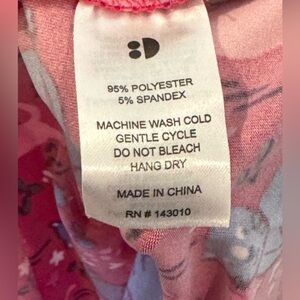 95% POLYESTER
5% SPANDEX
MACHINE WASH COLD
GENTLE CYCLE
DO NOT BLEACH
HANG DRY
MADE IN CHINA
RN # 143010